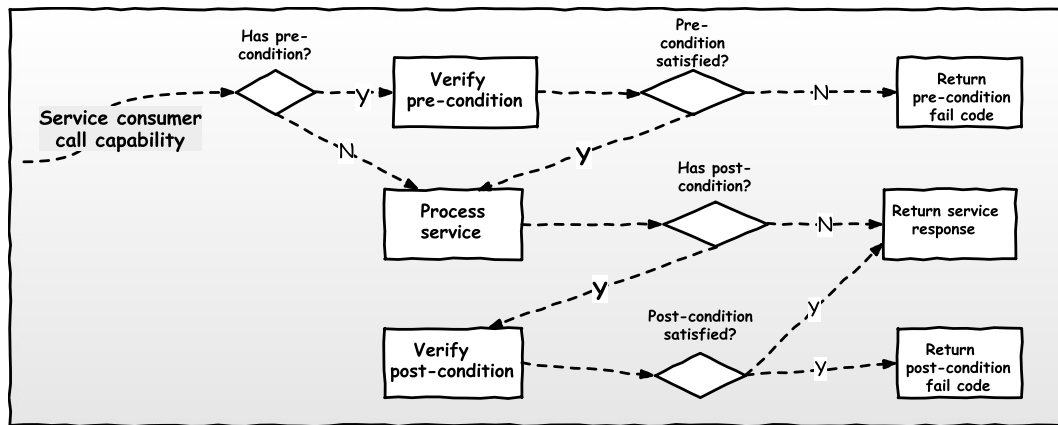 Has pre-
condition?
Pre-
condition
satisfied?
Verify
pre-condition
Return
pre-condition
fail code
Y
N
Service consumer
call capability
N
Y
Has post-
condition?
Process
service
Return service
response
N
Y
Post-condition
satisfied?
Y
Verify
post-condition
Y
Return
post-condition
fail code